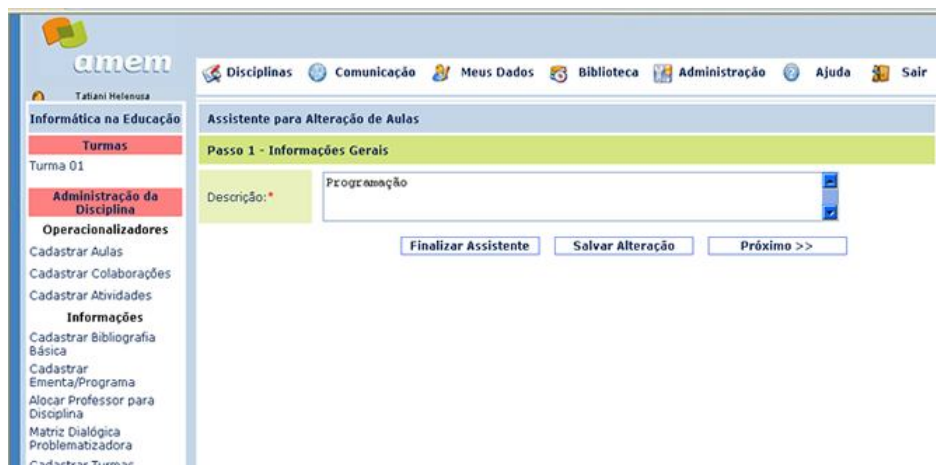 amem
Disciplinas Comunicação Meus Dados Biblioteca Administração Ajuda Sair
Tatiani Helenusa
Informática na Educação
Turmas
Turma 01
Administração da
Disciplina
Operacionalizadores
Cadastrar Aulas
Cadastrar Colaborações
Cadastrar Atividades
Informações
Cadastrar Bibliografia
Básica
Cadastrar
Ementa/Programa
Alocar Professor para
Disciplina
Matriz Dialógica
Problematizadora
Cadastrar Turmas
Assistente para Alteração de Aulas
Passo 1 - Informações Gerais
Descrição:*
Programação
Finalizar Assistente Salvar Alteração Próximo >>